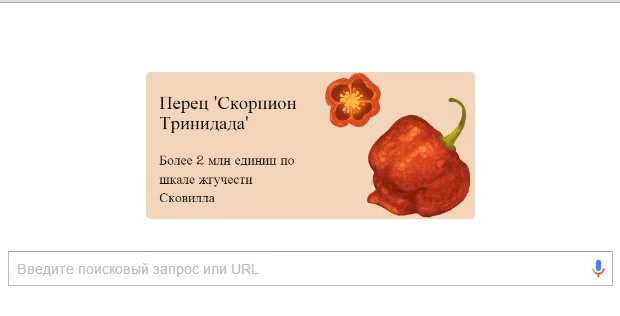 Перец 'Скорпион
Тринидада'
Более 2 млн единиц по
шкале жгучести
Сковилла
Введите поисковый запрос или URL